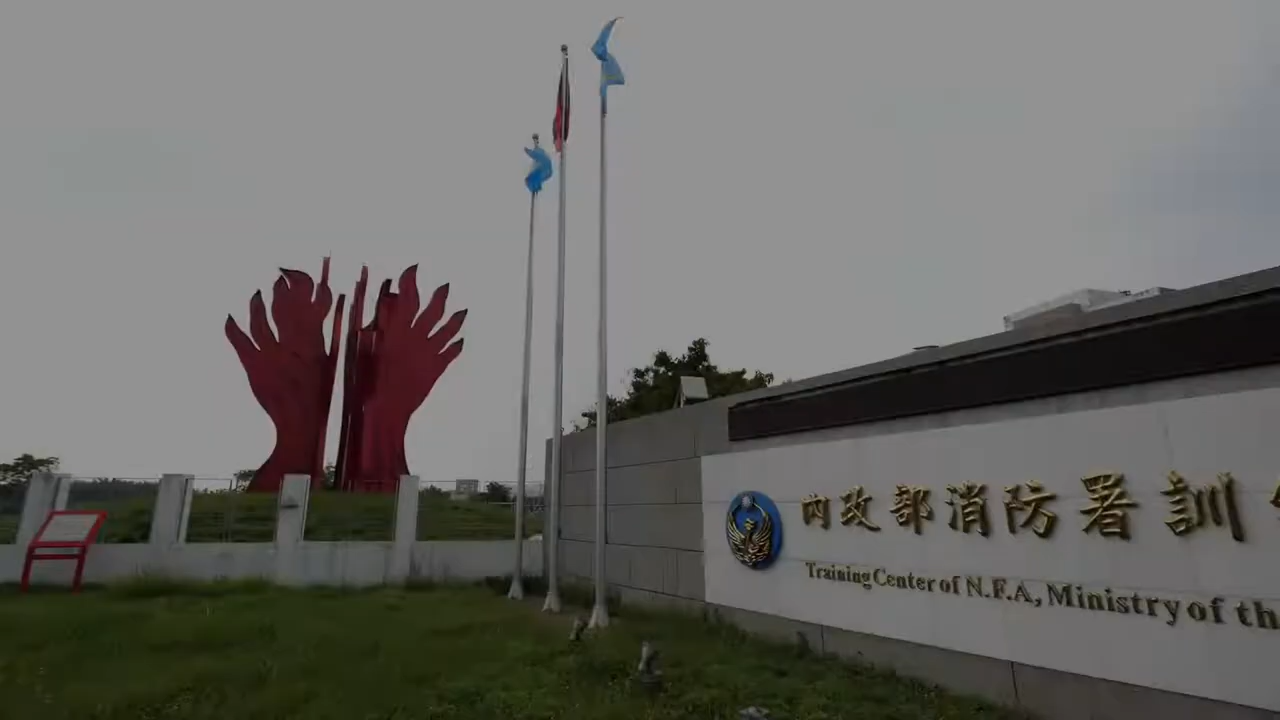 內政部消防署訓
Training Center of N.F.A, Ministry of th